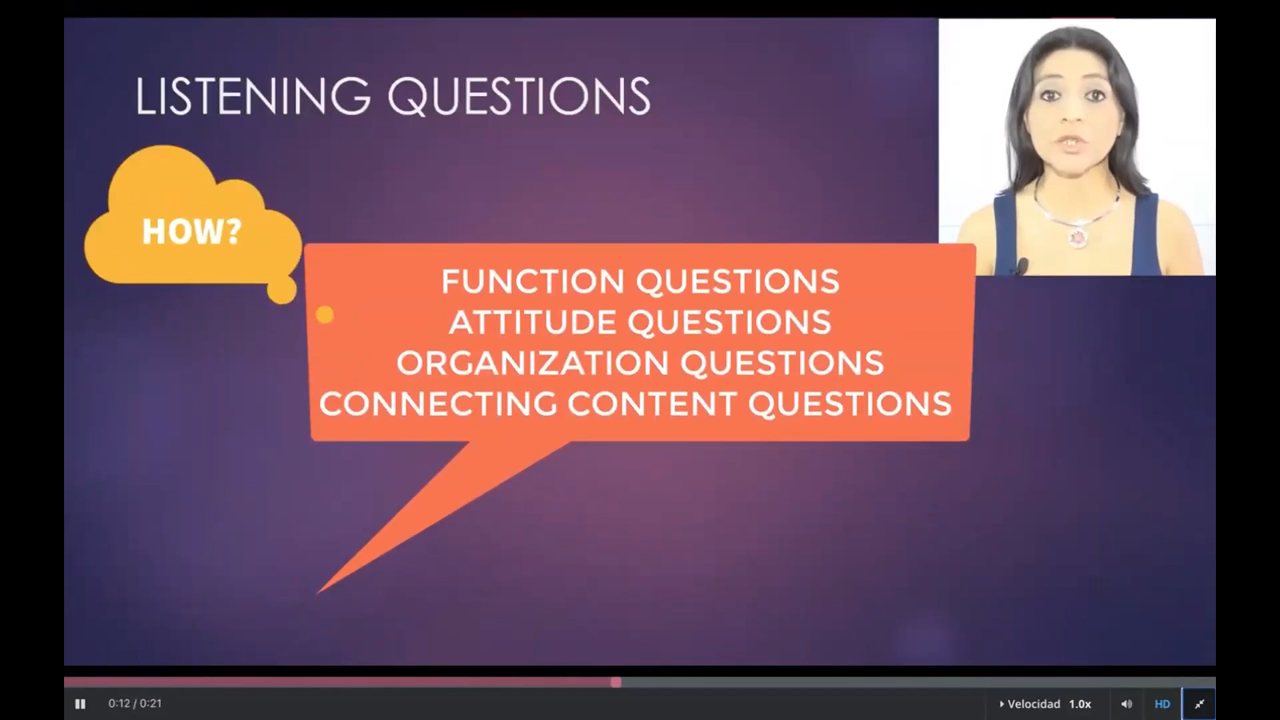 LISTENING QUESTIONS
HOW?
FUNCTION QUESTIONS
ATTITUDE QUESTIONS
ORGANIZATION QUESTIONS
CONNECTING CONTENT QUESTIONS
0:12 / 0:21
Velocidad 1.0x
HD